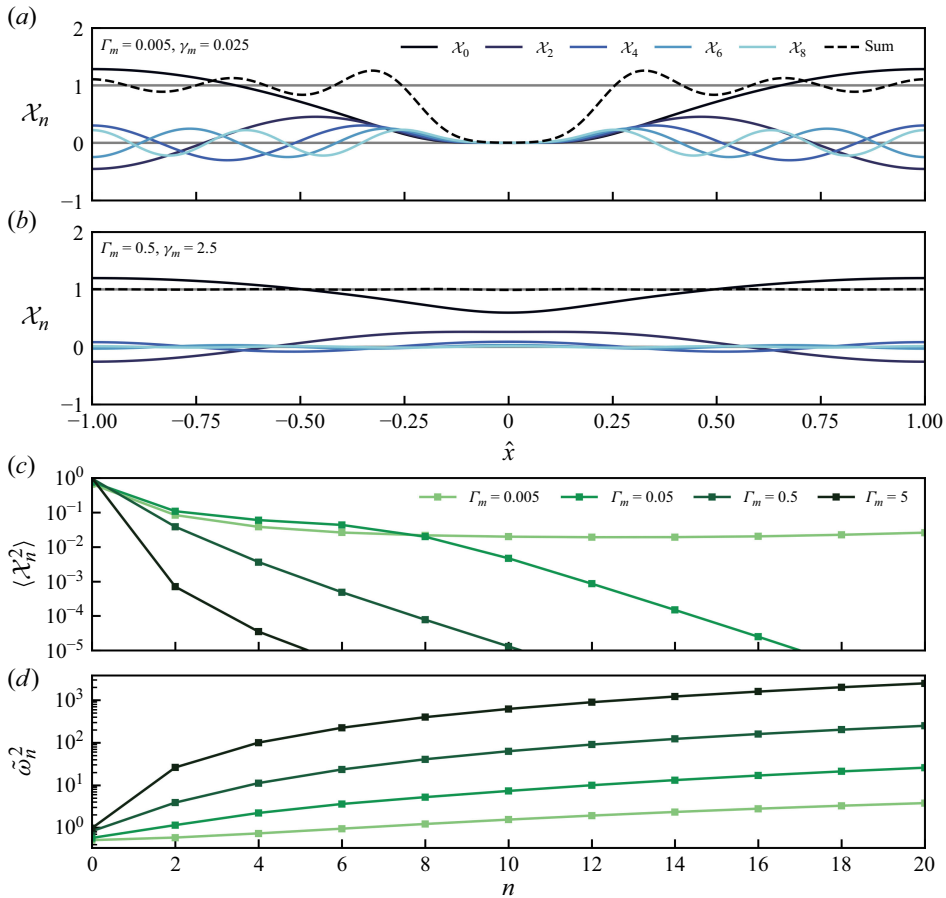 (a)
Γm = 0.005, γm = 0.025
𝒳0 𝒳2 𝒳4 𝒳6 𝒳8 Sum
2
1
0
−1
𝒳n
(b)
Γm = 0.5, γm = 2.5
2
1
0
−1
𝒳n
−1.00 −0.75 −0.50 −0.25 0 0.25 0.50 0.75 1.00
x̂
(c)
Γm = 0.005 Γm = 0.05 Γm = 0.5 Γm = 5
10^0
10^−1
10^−2
10^−3
10^−4
10^−5
⟨𝒳n^2⟩
(d)
10^3
10^2
10^1
10^0
ω̃n^2
0 2 4 6 8 10 12 14 16 18 20
n